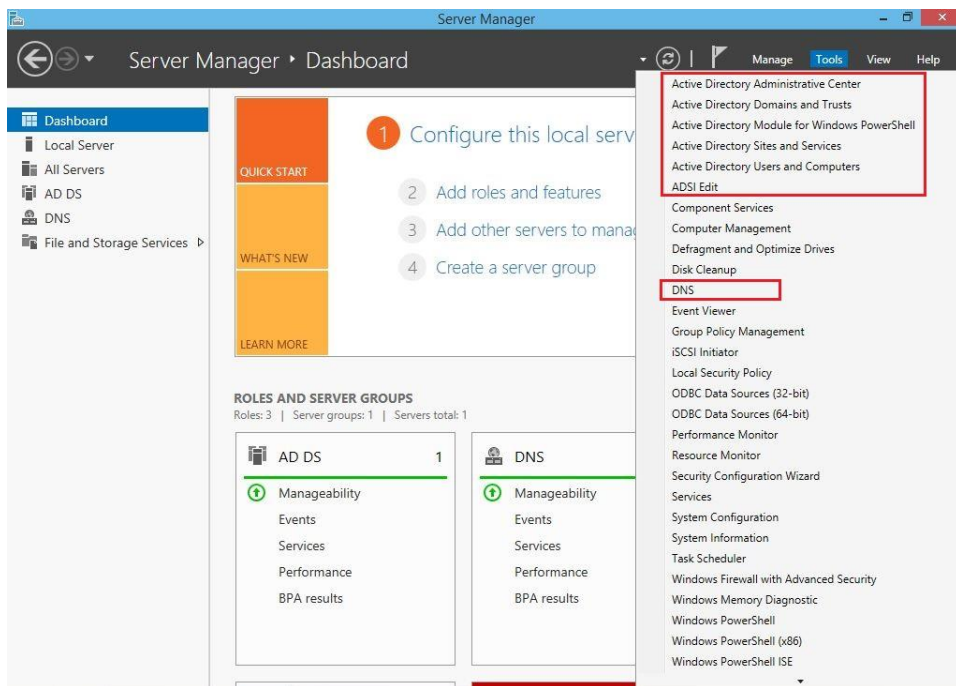 Server Manager
Server Manager • Dashboard
Manage Tools View Help
Dashboard
Local Server
All Servers
AD DS
DNS
File and Storage Services
QUICK START
WHAT'S NEW
LEARN MORE
1 Configure this local serv
2 Add roles and features
3 Add other servers to mana
4 Create a server group
ROLES AND SERVER GROUPS
Roles: 3 | Server groups: 1 | Servers total: 1
AD DS 1
Manageability
Events
Services
Performance
BPA results
DNS
Manageability
Events
Services
Performance
BPA results
Active Directory Administrative Center
Active Directory Domains and Trusts
Active Directory Module for Windows PowerShell
Active Directory Sites and Services
Active Directory Users and Computers
ADSI Edit
Component Services
Computer Management
Defragment and Optimize Drives
Disk Cleanup
DNS
Event Viewer
Group Policy Management
iSCSI Initiator
Local Security Policy
ODBC Data Sources (32-bit)
ODBC Data Sources (64-bit)
Performance Monitor
Resource Monitor
Security Configuration Wizard
Services
System Configuration
System Information
Task Scheduler
Windows Firewall with Advanced Security
Windows Memory Diagnostic
Windows PowerShell
Windows PowerShell (x86)
Windows PowerShell ISE